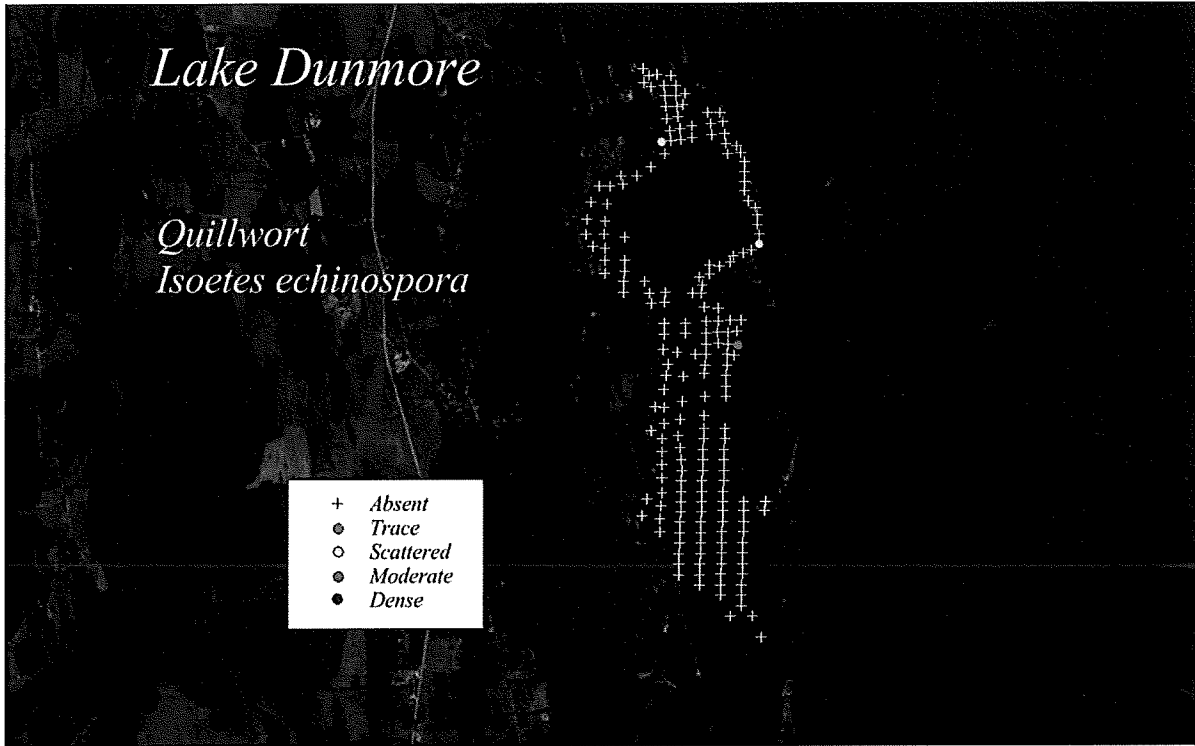 Lake Dunmore
Quillwort
Isoetes echinospora
Absent
Trace
Scattered
Moderate
Dense